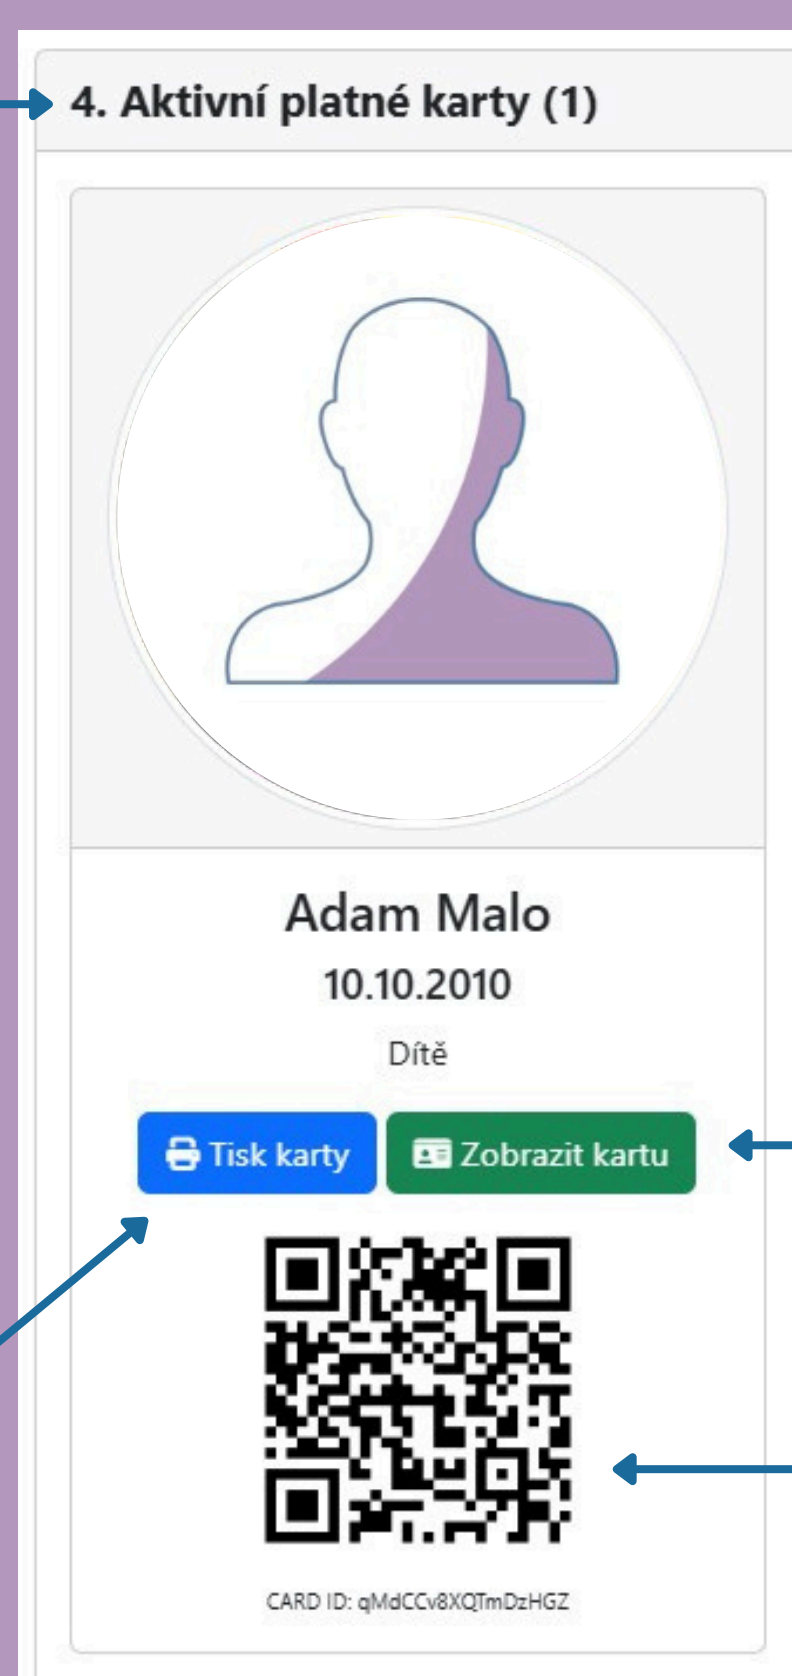 4. Aktivní platné karty (1)
Adam Malo
10.10.2010
Dítě
Tisk karty
Zobrazit kartu
CARD ID: qMdCCv8XQTmDzHGZ